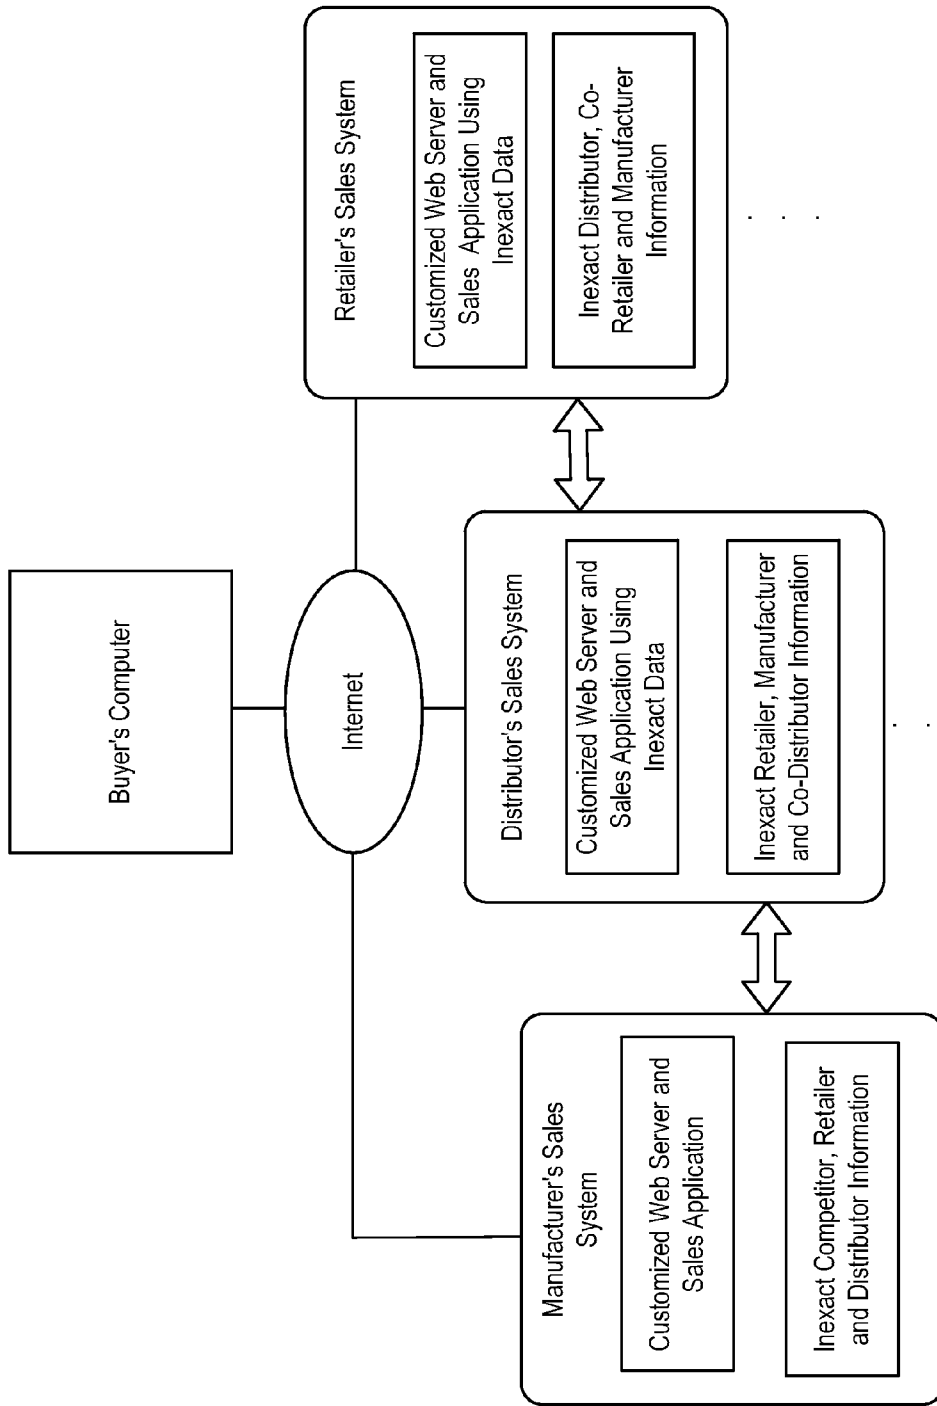 Buyer's Computer
Internet
Manufacturer's Sales
System
Customized Web Server and
Sales Application
Inexact Competitor, Retailer
and Distributor Information
Distributor's Sales System
Customized Web Server and
Sales Application Using
Inexact Data
Inexact Retailer, Manufacturer
and Co-Distributor Information
Retailer's Sales System
Customized Web Server and
Sales Application Using
Inexact Data
Inexact Distributor, Co-
Retailer and Manufacturer
Information